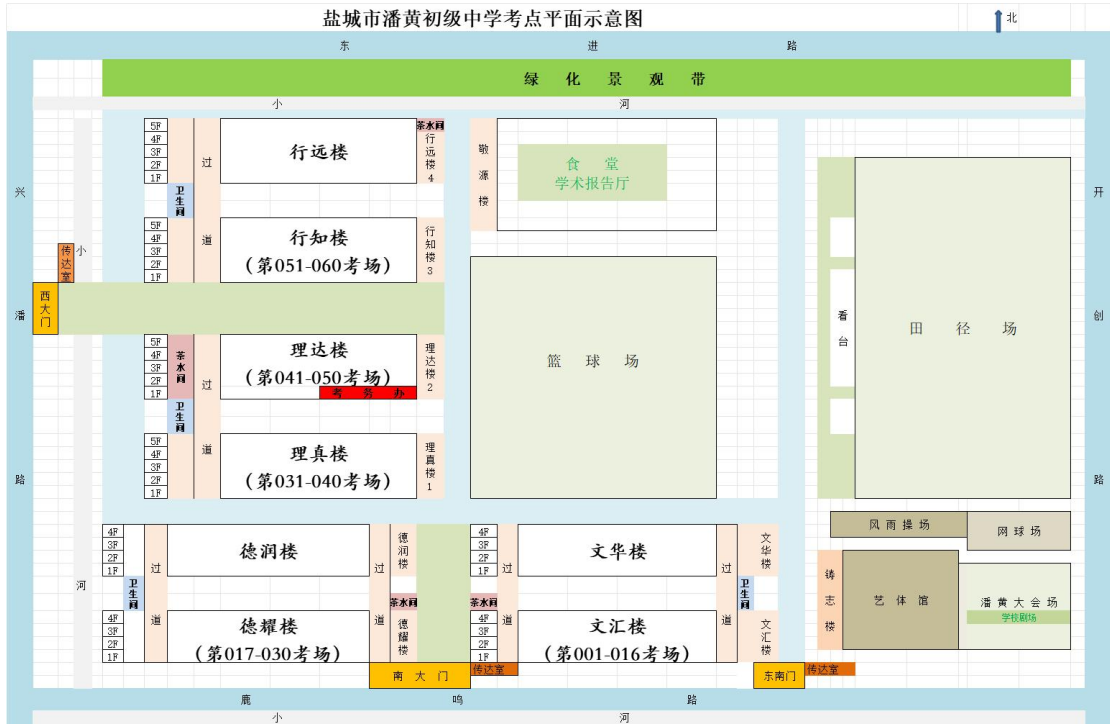 盐城市潘黄初级中学考点平面示意图
北
东进路
绿化景观带
小河
5F
4F
3F
2F
1F
卫生间
过道
行远楼
茶水间
行远楼4
5F
4F
3F
2F
1F
行知楼
(第051-060考场)
行知楼3
敬源楼
食堂
学术报告厅
兴潘路
传达室
小河
西大门
5F
4F
3F
2F
1F
茶水间
卫生间
过道
理达楼
(第041-050考场)
考务办
理达楼2
5F
4F
3F
2F
1F
理真楼
(第031-040考场)
理真楼1
篮球场
看台
田径场
开创路
4F
3F
2F
1F
卫生间
过道
德润楼
过道
德润楼
茶水间
4F
3F
2F
1F
德耀楼
(第017-030考场)
德耀楼
4F
3F
2F
1F
茶水间
过道
文华楼
过道
卫生间
文华楼
4F
3F
2F
1F
文汇楼
(第001-016考场)
文汇楼
风雨操场
网球场
铸志楼
艺体馆
潘黄大会场
学校剧场
南大门
传达室
东南门
传达室
鹿鸣路
小河